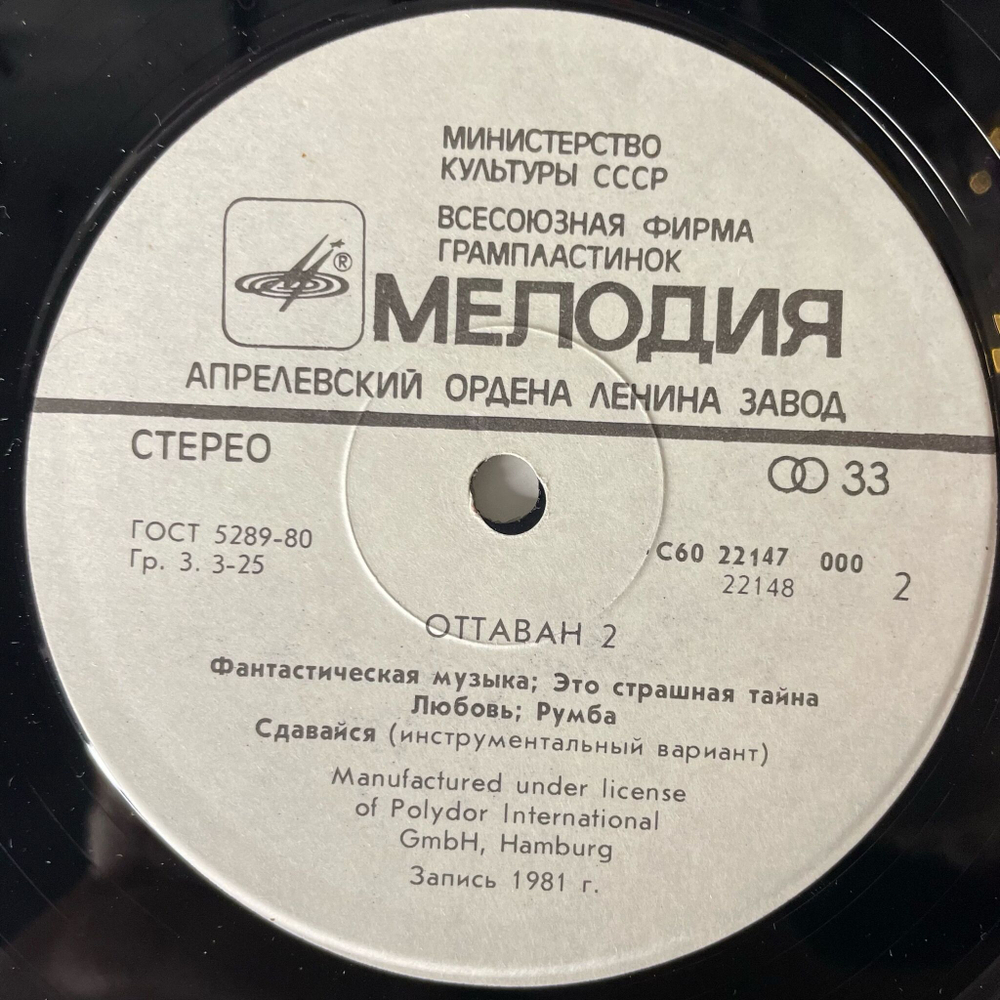 МИНИСТЕРСТВО
КУЛЬТУРЫ СССР
ВСЕСОЮЗНАЯ ФИРМА
ГРАМПЛАСТИНОК
®
МЕЛОДИЯ
АПРЕЛЕВСКИЙ ОРДЕНА ЛЕНИНА ЗАВОД
СТЕРЕО
33
ГОСТ 5289-80
Гр. 3. 3-25
С60 22147 000
22148
2
ОТТАВАН 2
Фантастическая музыка; Это страшная тайна
Любовь; Румба
Сдавайся (инструментальный вариант)
Manufactured under license
of Polydor International
GmbH, Hamburg
Запись 1981 г.